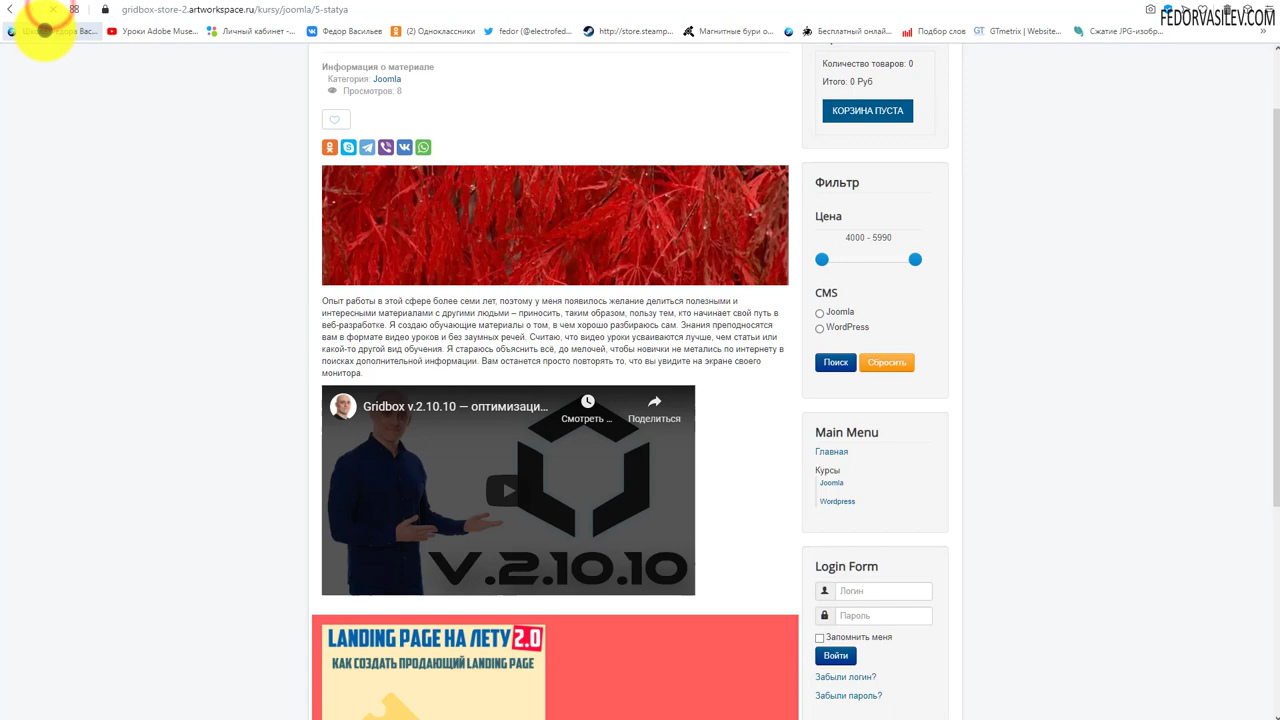 gridbox-store-2.artworkspace.ru/kursy/joomla/5-statya
FEDORVASILEV.COM
Уроки Adobe Muse...
Личный кабинет -...
Федор Васильев
(2) Одноклассники
fedor (@electrofed...
http://store.steamp...
Магнитные бури о...
Бесплатный онлай...
Подбор слов
GTmetrix | Website...
Сжатие JPG-изобр...
Информация о материале
Категория: Joomla
Просмотров: 8
Опыт работы в этой сфере более семи лет, поэтому у меня появилось желание делиться полезными и
интересными материалами с другими людьми – приносить, таким образом, пользу тем, кто начинает свой путь в
веб-разработке. Я создаю обучающие материалы о том, в чем хорошо разбираюсь сам. Знания преподносятся
вам в формате видео уроков и без заумных речей. Считаю, что видео уроки усваиваются лучше, чем статьи или
какой-то другой вид обучения. Я стараюсь объяснить всё, до мелочей, чтобы новички не метались по интернету в
поисках дополнительной информации. Вам останется просто повторять то, что вы увидите на экране своего
монитора.
Gridbox v.2.10.10 — оптимизаци...
Смотреть ...
Поделиться
V.2.10.10
LANDING PAGE НА ЛЕТУ 2.0
КАК СОЗДАТЬ ПРОДАЮЩИЙ LANDING PAGE
Количество товаров: 0
Итого: 0 Руб
КОРЗИНА ПУСТА
Фильтр
Цена
4000 - 5990
CMS
Joomla
WordPress
Поиск
Сбросить
Main Menu
Главная
Курсы
Joomla
Wordpress
Login Form
Логин
Пароль
Запомнить меня
Войти
Забыли логин?
Забыли пароль?